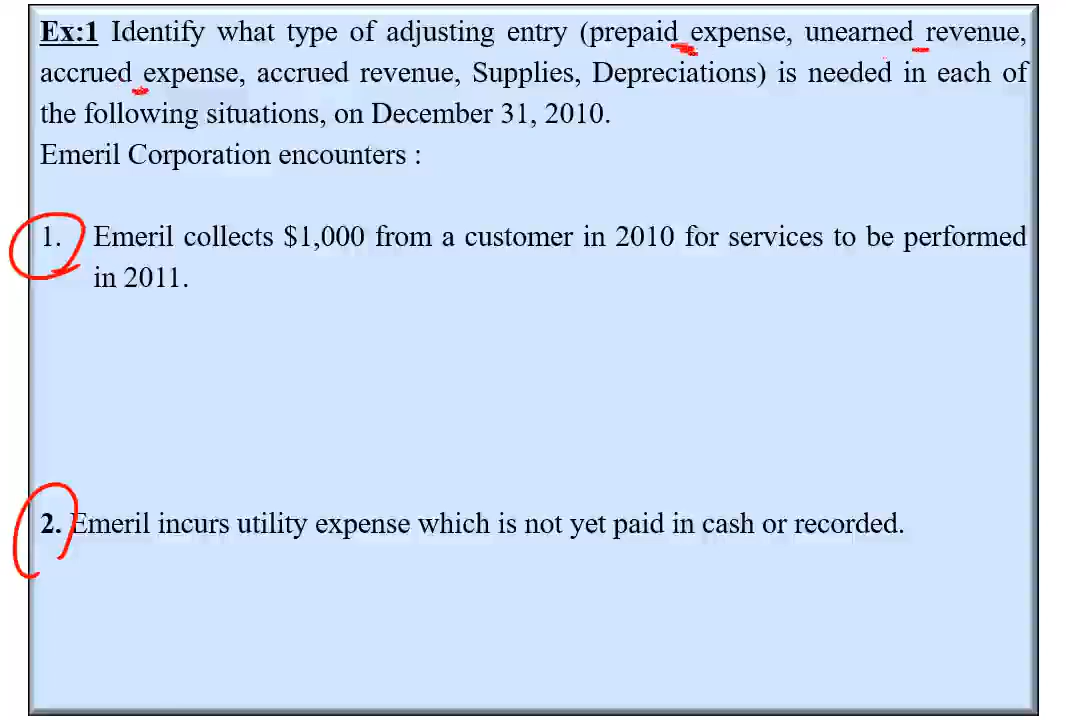 Ex:1 Identify what type of adjusting entry (prepaid expense, unearned revenue,
accrued expense, accrued revenue, Supplies, Depreciations) is needed in each of
the following situations, on December 31, 2010.
Emeril Corporation encounters :
1. Emeril collects $1,000 from a customer in 2010 for services to be performed
in 2011.
2. Emeril incurs utility expense which is not yet paid in cash or recorded.